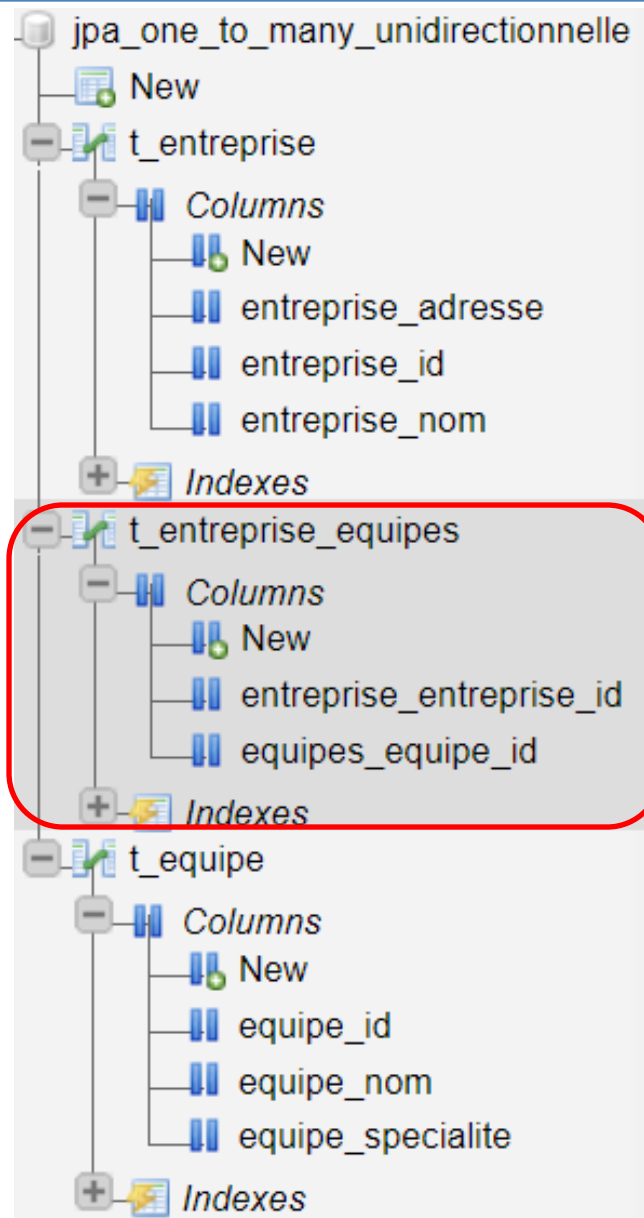 jpa_one_to_many_unidirectionnelle
New
t_entreprise
Columns
New
entreprise_adresse
entreprise_id
entreprise_nom
Indexes
t_entreprise_equipes
Columns
New
entreprise_entreprise_id
equipes_equipe_id
Indexes
t_equipe
Columns
New
equipe_id
equipe_nom
equipe_specialite
Indexes